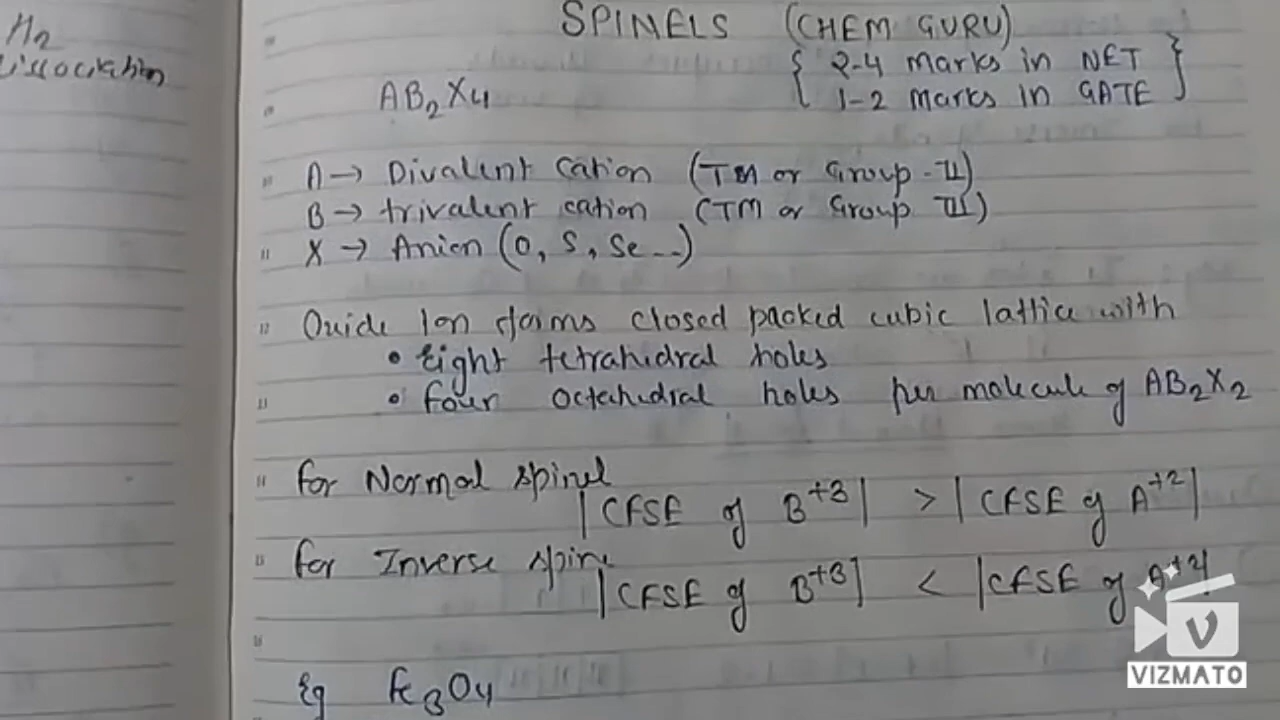 H2
Dissociation
SPINELS (CHEM GURU)
{ 2-4 marks in NET }
{ 1-2 marks in GATE }
AB2X4
A → Divalent cation (TM or Group-II)
B → trivalent cation (TM or Group III)
X → Anion (O, S, Se --)
Oxide Ion forms closed packed cubic lattice with
• Eight tetrahidral holes
• four octahidral holes per molecule of AB2X2
for Normal spinel
|CFSE of B+3| > |CFSE of A+2|
for Inverse spine
|CFSE of B+3| < |CFSE of A+2|
Eg Fe3O4
V
VIZMATO